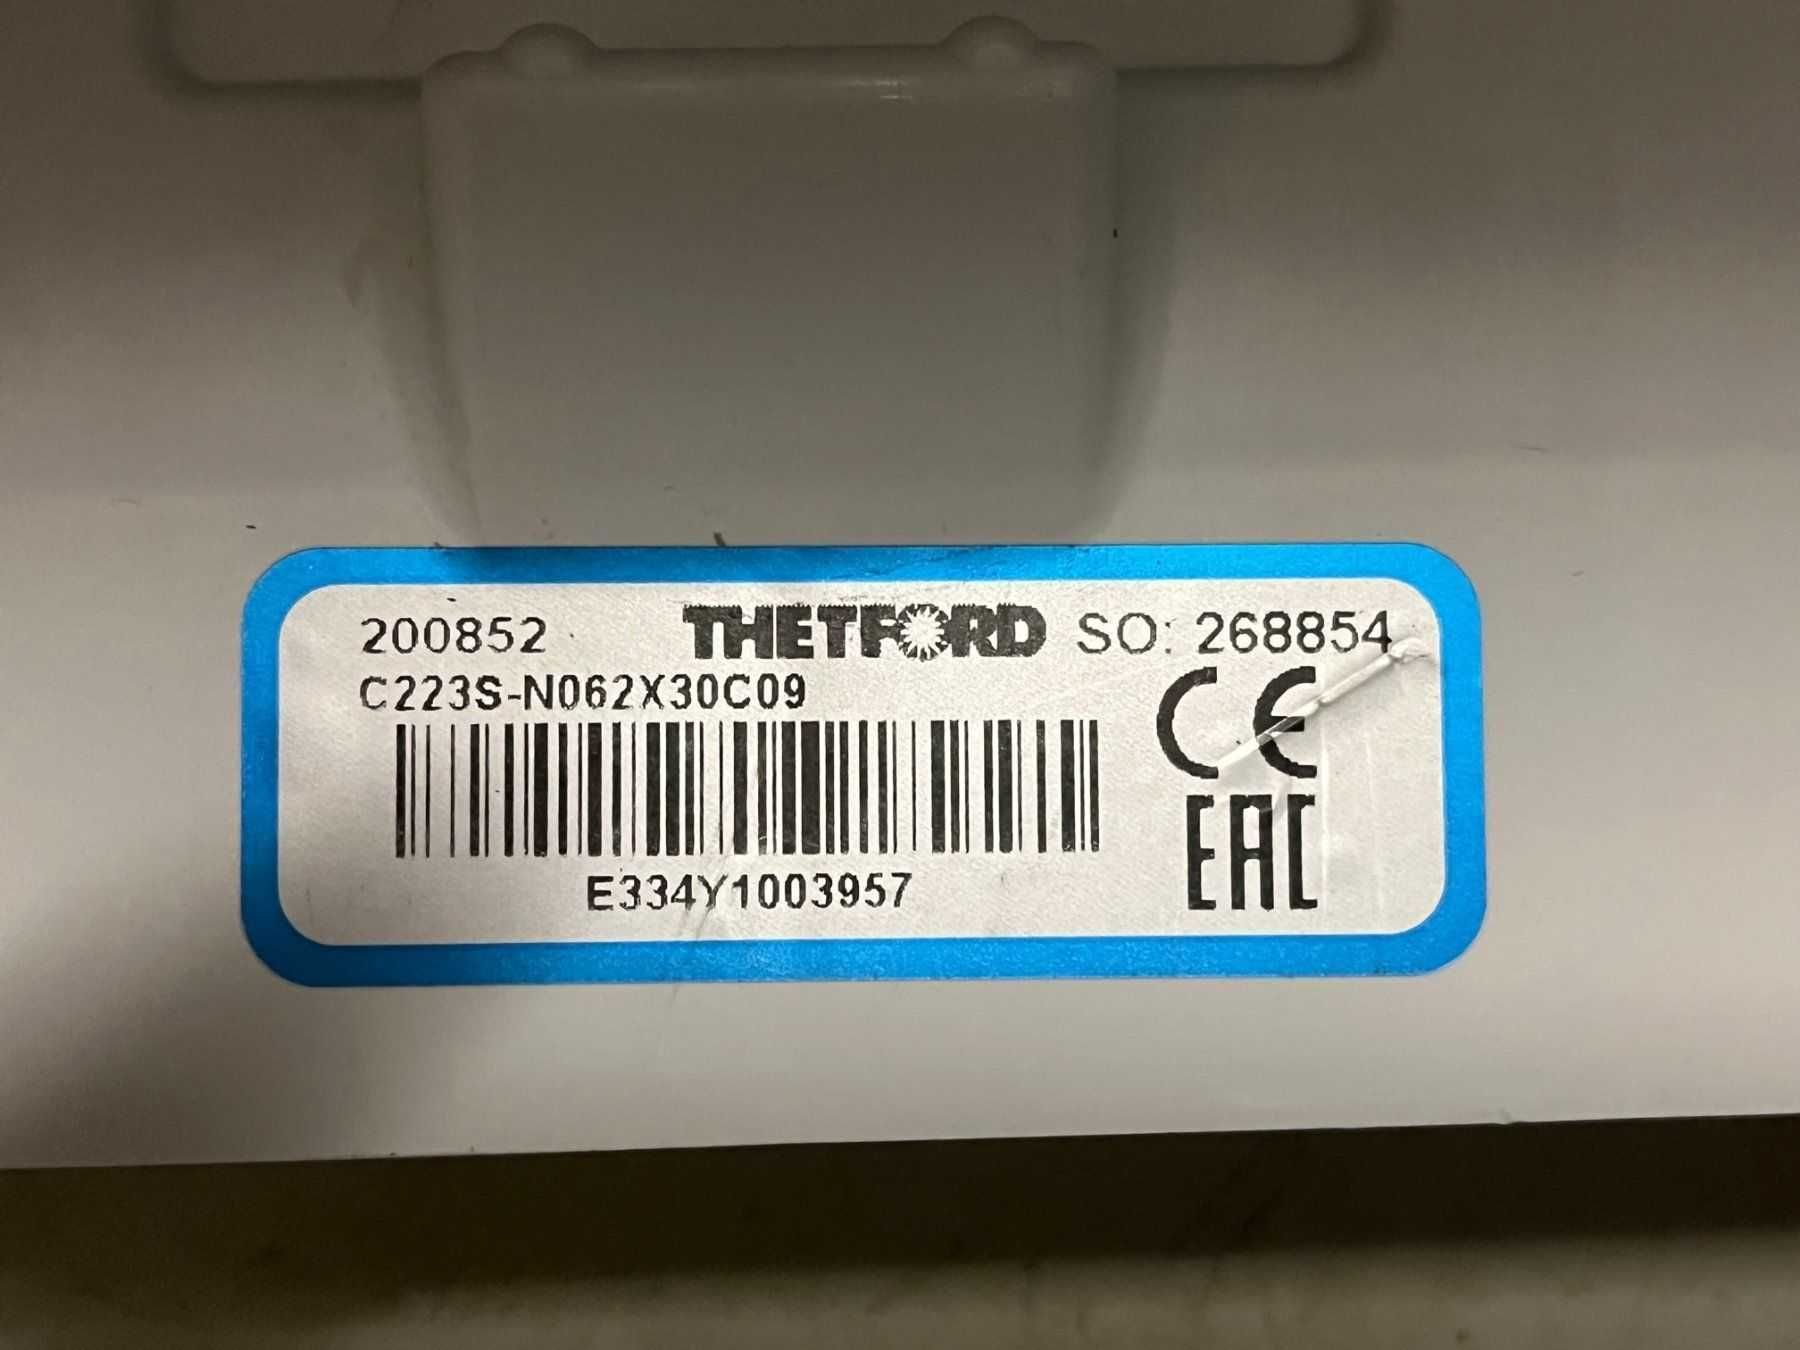 200852 THETFORD SO: 268854
C223S-N062X30C09
CE
EAC
E334Y1003957